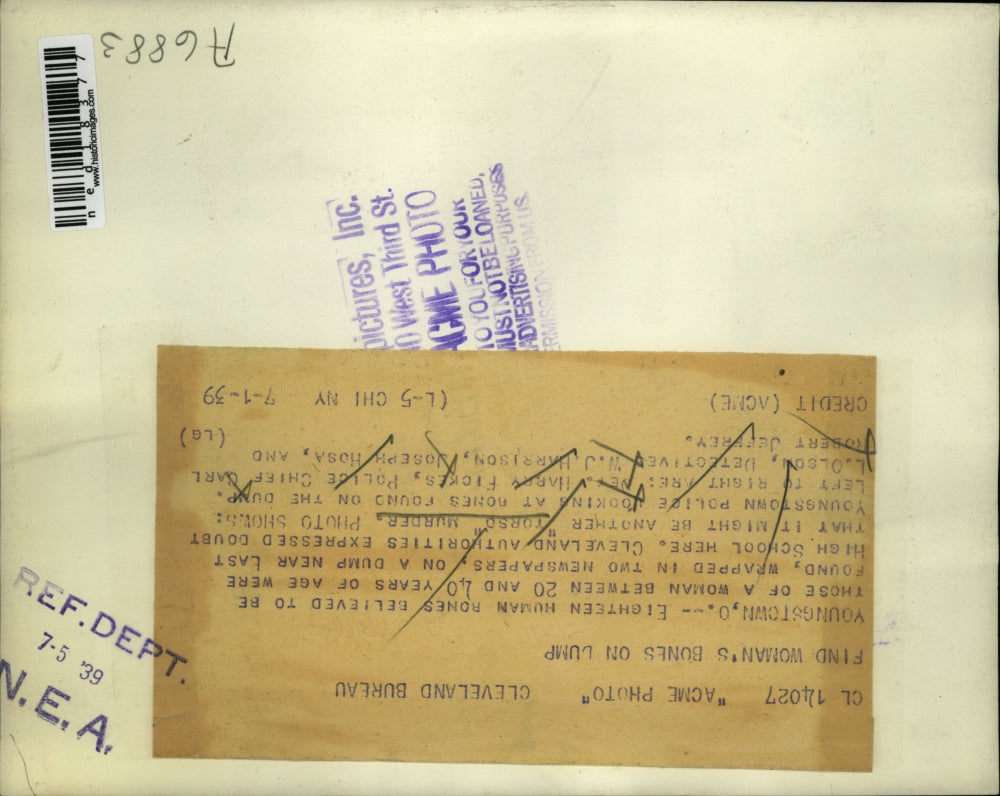 A6883
ned18377
www.historicimages.com
pictures, Inc.
West Third St.
ACME PHOTO
TO YOU FOR YOUR
MUST NOT BE LOANED,
ADVERTISING PURPOSES
ERMISSION FROM US.
CL 14027 "ACME PHOTO" CLEVELAND BUREAU
FIND WOMAN'S BONES ON DUMP
YOUNGSTOWN,O.-- EIGHTEEN HUMAN BONES BELIEVED TO BE
THOSE OF A WOMAN BETWEEN 20 AND 40 YEARS OF AGE WERE
FOUND, WRAPPED IN TWO NEWSPAPERS, ON A DUMP NEAR EAST
HIGH SCHOOL HERE. CLEVELAND AUTHORITIES EXPRESSED DOUBT
THAT IT MIGHT BE ANOTHER "TORSO" MURDER. PHOTO SHOWS:
YOUNGSTOWN POLICE LOOKING AT BONES FOUND ON THE DUMP.
LEFT TO RIGHT ARE: DET. HARRY FICKES, POLICE CHIEF CARL
L.OLSON, DETECTIVES W.J.HARRISON, JOSEPH HOSA, AND
ROBERT JEFFREY. (LG)
CREDIT (ACME) (L-5 CHI NY 7-1-39
REF. DEPT.
7-5 '39
N. E. A.